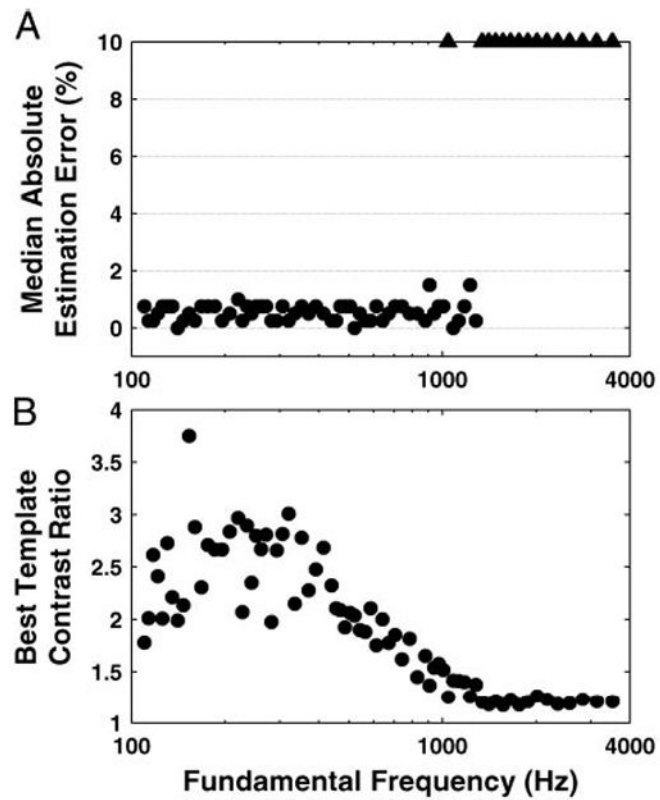 A
Median Absolute
Estimation Error (%)
10
8
6
4
2
0
100
1000
4000
B
Best Template
Contrast Ratio
4
3.5
3
2.5
2
1.5
1
100
1000
4000
Fundamental Frequency (Hz)